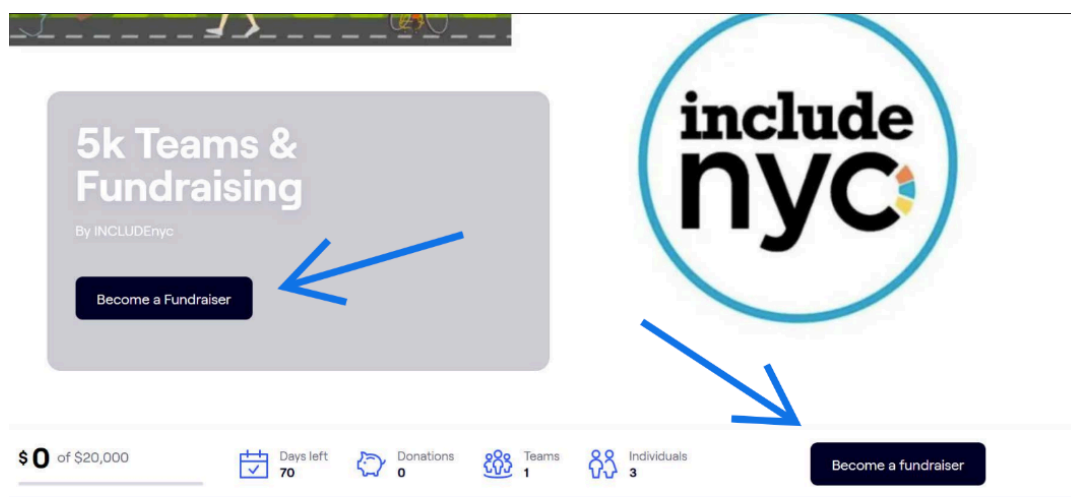 include
nyc
5k Teams &
Fundraising
By INCLUDEnyc
Become a Fundraiser
$0 of $20,000
Days left
70
Donations
0
Teams
1
Individuals
3
Become a fundraiser